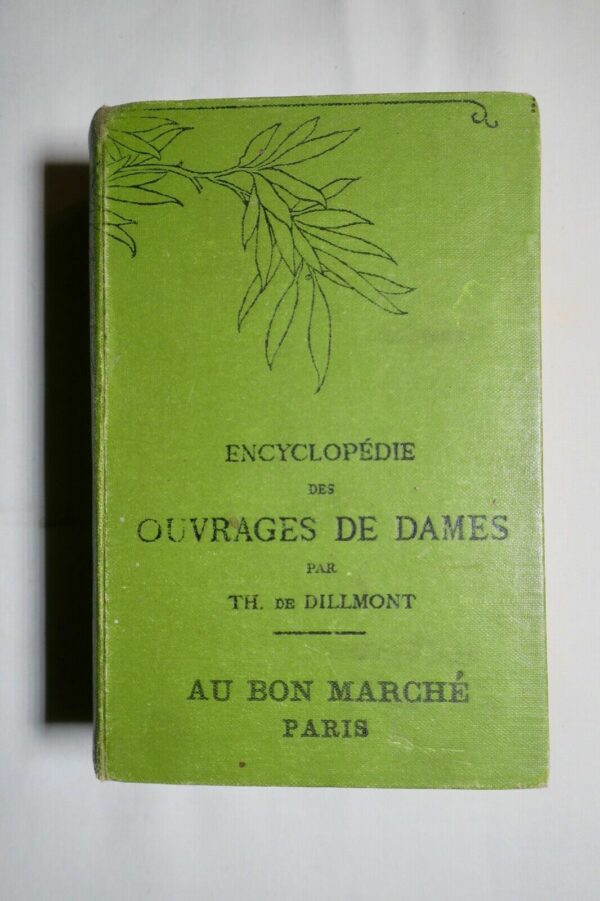 ENCYCLOPÉDIE
DES
OUVRAGES DE DAMES
PAR
TH. DE DILLMONT
AU BON MARCHÉ
PARIS